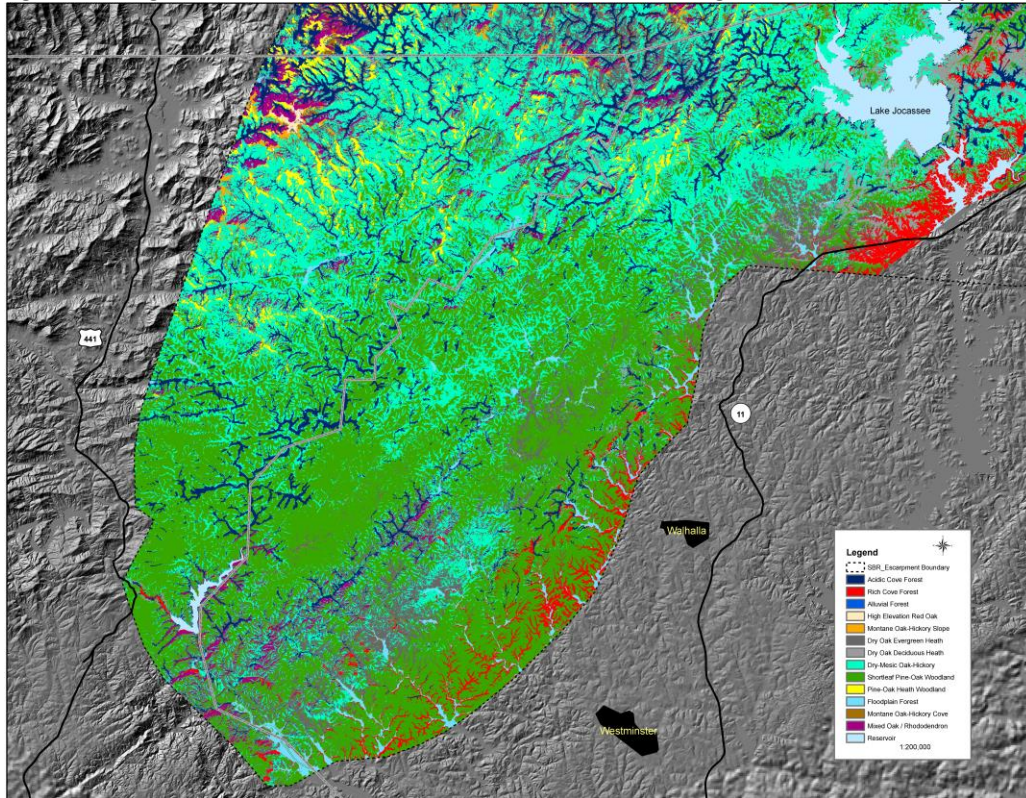 Lake Jocassee
441
11
Walhalla
Westminster
Legend
SBR_Escarpment Boundary
Acidic Cove Forest
Rich Cove Forest
Alluvial Forest
High Elevation Red Oak
Montane Oak-Hickory Slope
Dry Oak Evergreen Heath
Dry Oak Deciduous Heath
Dry-Mesic Oak-Hickory
Shortleaf Pine-Oak Woodland
Pine-Oak Heath Woodland
Floodplain Forest
Montane Oak-Hickory Cove
Mixed Oak / Rhododendron
Reservoir
1:200,000